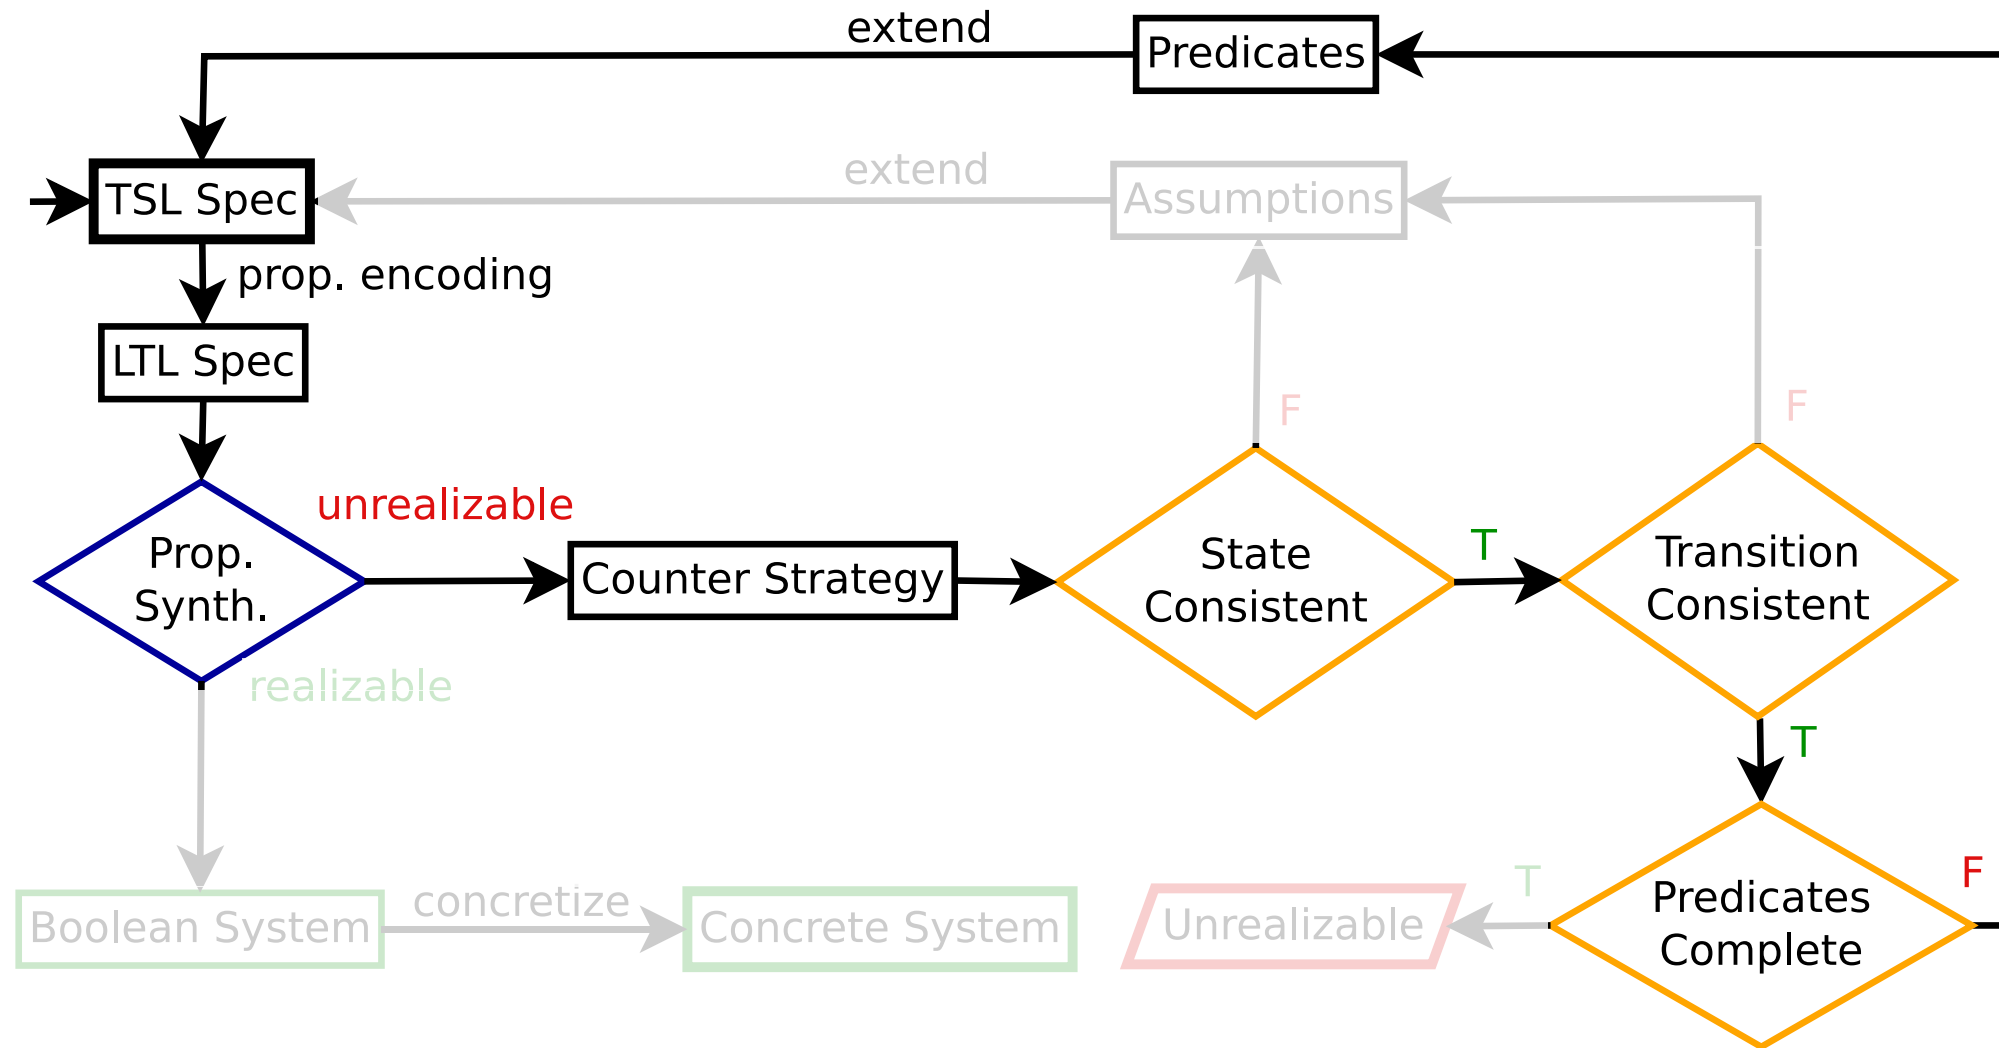 extend
Predicates
extend
TSL Spec
Assumptions
prop. encoding
LTL Spec
F
F
unrealizable
Prop.
Synth.
Counter Strategy
State
Consistent
T
Transition
Consistent
realizable
T
Boolean System
concretize
Concrete System
Unrealizable
T
Predicates
Complete
F